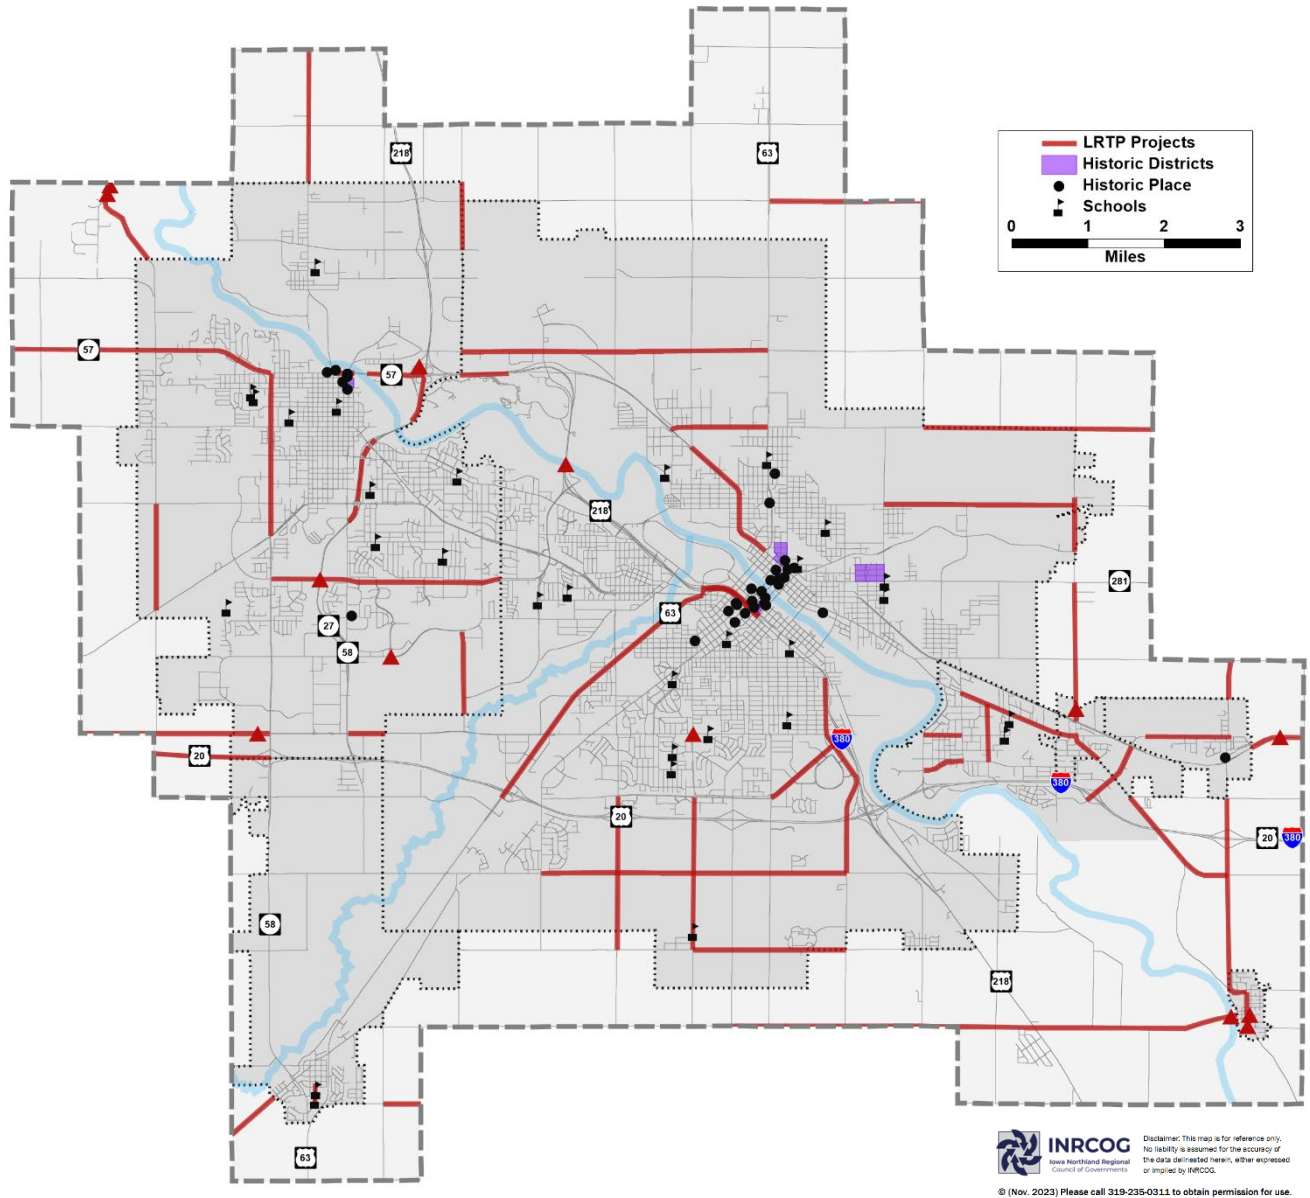 218
63
LRTP Projects
Historic Districts
Historic Place
Schools
0 1 2 3
Miles
57
57
218
281
63
27
58
20
380
380
20
20 380
58
218
63
INRCOG
Iowa Northland Regional
Council of Governments
Disclaimer: This map is for reference only.
No liability is assumed for the accuracy of
the data delineated herein, either expressed
or implied by INRCOG.
© (Nov. 2023) Please call 319-235-0311 to obtain permission for use.